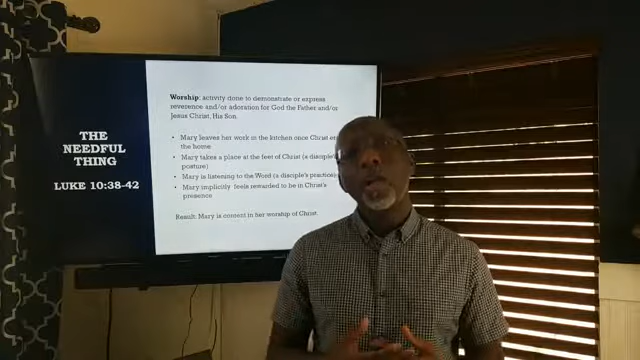 THE
NEEDFUL
THING
LUKE 10:38-42
Worship: activity done to demonstrate or express
reverence and/or adoration for God the Father and/or
Jesus Christ, His Son.
• Mary leaves her work in the kitchen once Christ
the home
• Mary takes a place at the feet of Christ (a disciple's
posture)
• Mary is listening to the Word (a disciple's practice)
• Mary implicitly feels rewarded to be in Christ's
presence
Result: Mary is content in her worship of Christ.